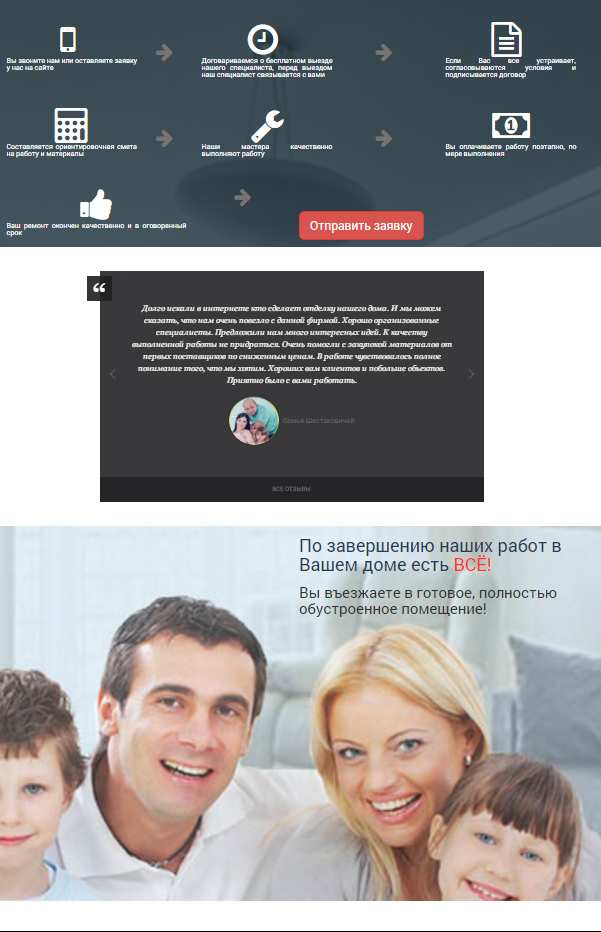 Вы звоните нам или оставляете заявку
у нас на сайте
Договариваемся о бесплатном выезде
нашего специалиста, перед выездом
наш специалист связывается с вами
Если Вас все устраивает,
согласовываются условия и
подписывается договор
Составляется ориентировочная смета
на работу и материалы
Наши мастера качественно
выполняют работу
1
Вы оплачиваете работу поэтапно, по
мере выполнения
Ваш ремонт окончен качественно и в оговоренный
срок
Отправить заявку
“
Долго искали в интернете кто сделает отделку нашего дома. И мы можем
сказать, что нам очень повезло с данной фирмой. Хорошо организованные
специалисты. Предложили нам много интересных идей. К качеству
выполненной работы не придраться. Очень помогли с закупкой материалов от
первых поставщиков по сниженным ценам. В работе чувствовалось полное
понимание того, что мы хотим. Хороших вам клиентов и побольше объектов.
Приятно было с вами работать.
Семья Шостаковичей
ВСЕ ОТЗЫВЫ
По завершению наших работ в
Вашем доме есть ВСЁ!
Вы въезжаете в готовое, полностью
обустроенное помещение!